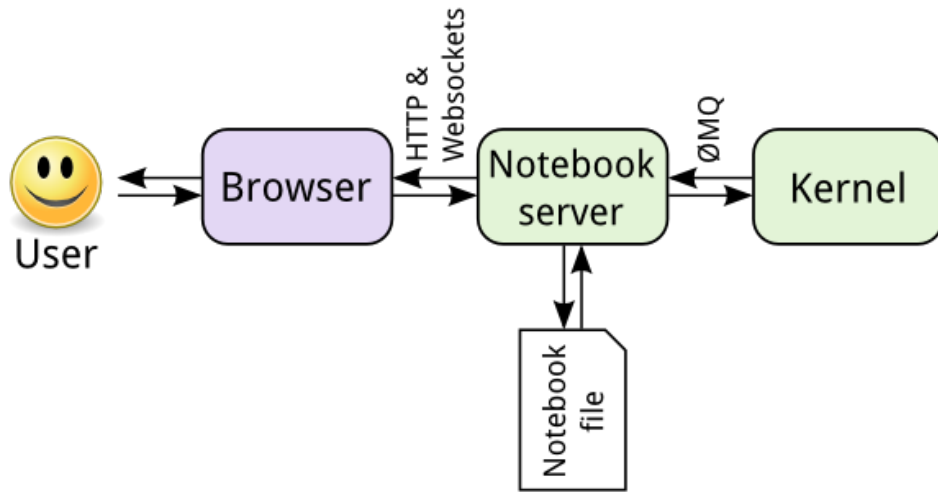 User
Browser
HTTP &
Websockets
Notebook
server
ØMQ
Kernel
Notebook
file